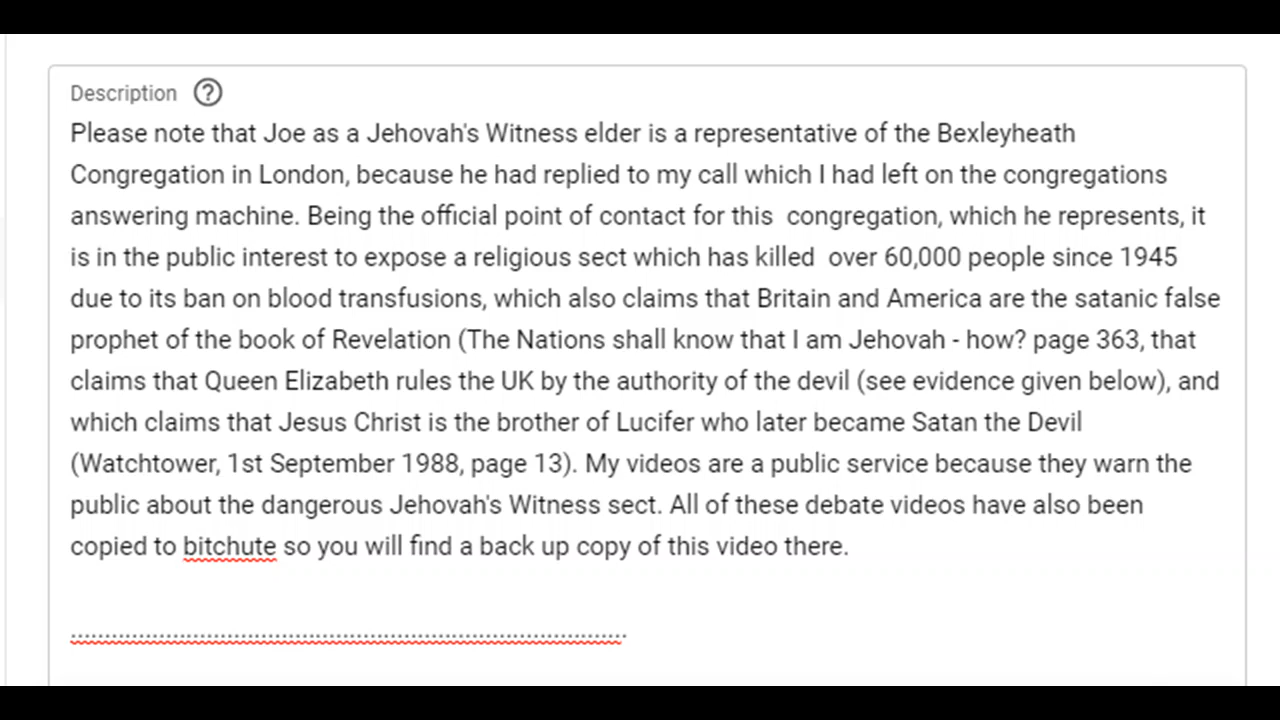 Description ?
Please note that Joe as a Jehovah's Witness elder is a representative of the Bexleyheath
Congregation in London, because he had replied to my call which I had left on the congregations
answering machine. Being the official point of contact for this  congregation, which he represents, it
is in the public interest to expose a religious sect which has killed  over 60,000 people since 1945
due to its ban on blood transfusions, which also claims that Britain and America are the satanic false
prophet of the book of Revelation (The Nations shall know that I am Jehovah - how? page 363, that
claims that Queen Elizabeth rules the UK by the authority of the devil (see evidence given below), and
which claims that Jesus Christ is the brother of Lucifer who later became Satan the Devil
(Watchtower, 1st September 1988, page 13). My videos are a public service because they warn the
public about the dangerous Jehovah's Witness sect. All of these debate videos have also been
copied to bitchute so you will find a back up copy of this video there.